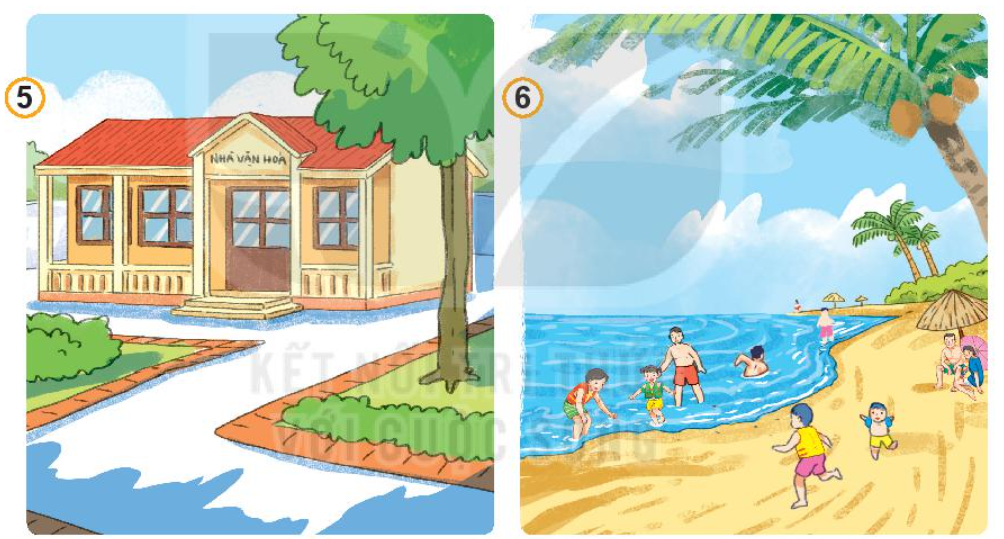 5
NHÀ VĂN HOÁ
6
KẾT NỐI TRI THỨC
VỚI CUỘC SỐNG